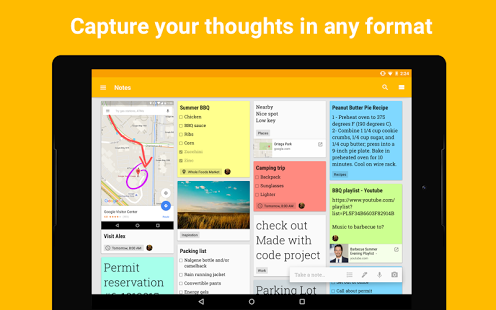 Capture your thoughts in any format
Notes
Google Visitor Center
Visit Alex
Tomorrow, 8:00 AM
Permit
reservation
Summer BBQ
Chicken
BBQ sauce
Ribs
Corn
Zucchini
Whole Foods Market
Inspiration
Packing list
Nalgene bottle and/or
camelback
Rain running jacket
Convertible pants
Energy gels
Nearby
Nice spot
Low key
Places
Ortega Park
google.com
Camping trip
Backpack
Sunglasses
Lighter
Tomorrow, 8:00 AM
check out
Made with
code project
Work
Parking Lot
Peanut Butter Pie Recipe
1 - Preheat oven to 375
degrees F (190 degrees C).
2- Combine 1 1/4 cup cookie
crumbs, 1/4 cup sugar, and
1/4 cup butter; press into a
9-inch pie plate. Bake in
preheated oven for 10
minutes. Cool on wire rack.
Recipes
BBQ playlist - Youtube
https://www.youtube.com/
playlist?
list=PL5F34B6603F82914B
Music to barbecue to?
Barbecue Summer
Evening Playlist -
youtube.com
Take a note...
Call about permit